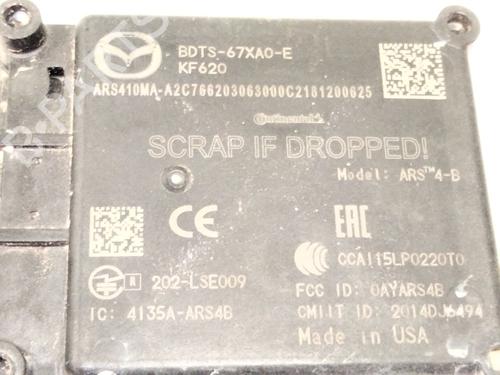 BDTS-67XA0-E
KF620
ARS410MA-A2C766203063000C2181200625
Continental
SCRAP IF DROPPED!
Model: ARS™4-B
CE
EAC
CCAI15LP0220T0
R 202-LSE009
FCC ID: OAYARS4B
IC: 4135A-ARS4B
CMIIT ID: 2014DJ6494
Made in USA